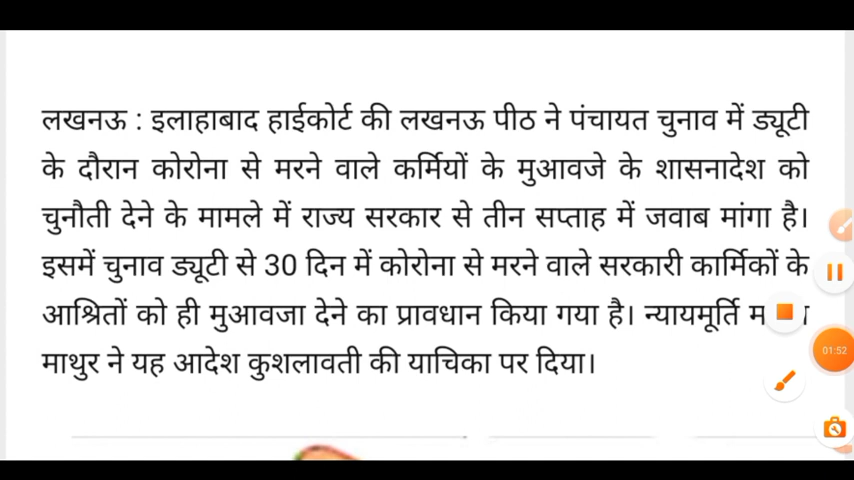 लखनऊ : इलाहाबाद हाईकोर्ट की लखनऊ पीठ ने पंचायत चुनाव में ड्यूटी
के दौरान कोरोना से मरने वाले कर्मियों के मुआवजे के शासनादेश को
चुनौती देने के मामले में राज्य सरकार से तीन सप्ताह में जवाब मांगा है।
इसमें चुनाव ड्यूटी से 30 दिन में कोरोना से मरने वाले सरकारी कार्मिकों के
आश्रितों को ही मुआवजा देने का प्रावधान किया गया है। न्यायमूर्ति
माथुर ने यह आदेश कुशलावती की याचिका पर दिया।
01:52